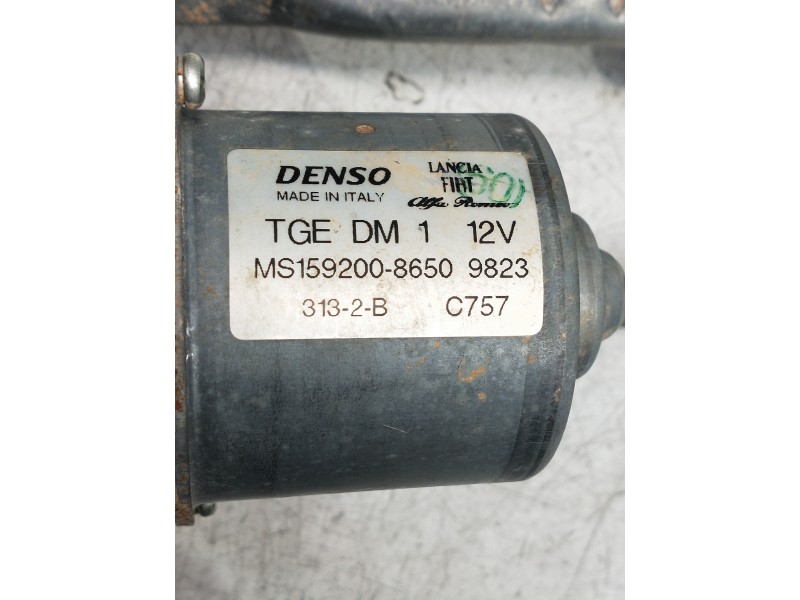 DENSO
MADE IN ITALY
LANCIA
FIAT
Alfa Romeo
TGE DM 1 12V
MS159200-8650 9823
313-2-B C757